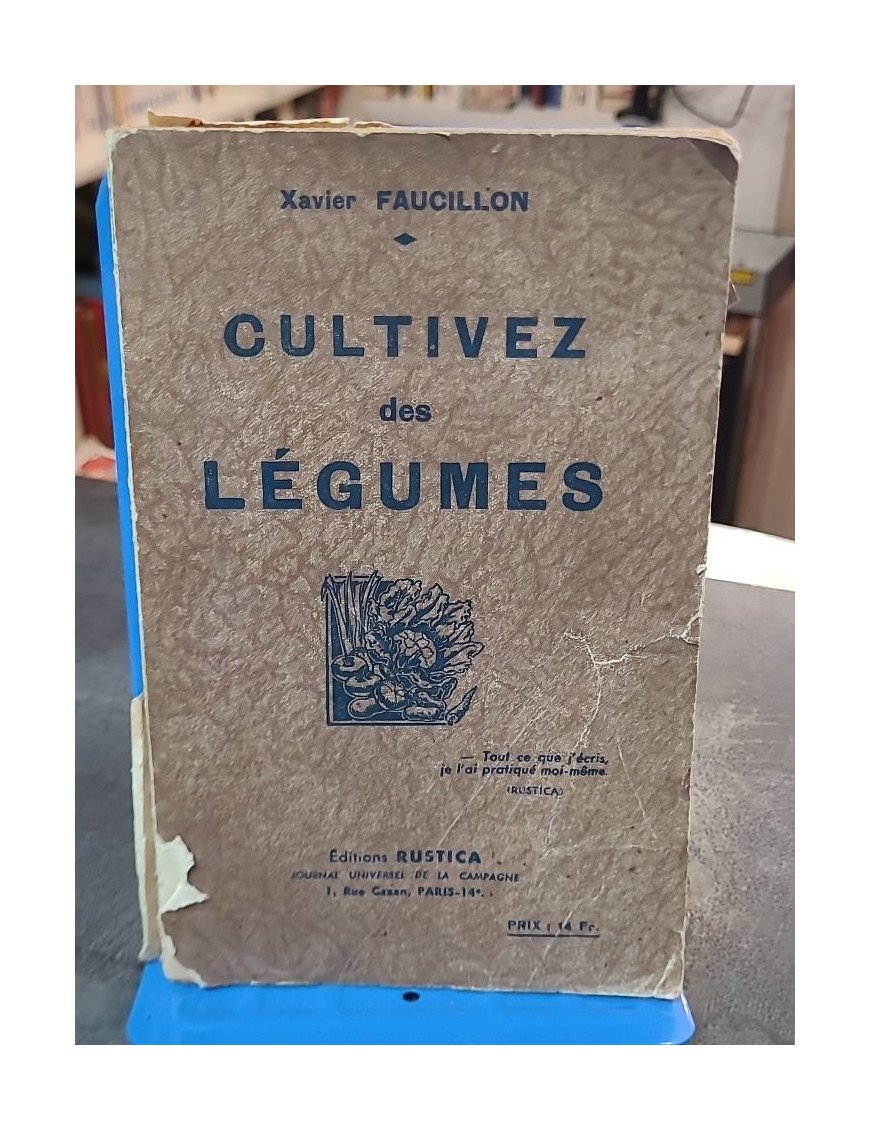 Xavier FAUCILLON
CULTIVEZ
des
LÉGUMES
— Tout ce que j'écris,
je l'ai pratiqué moi-même.
(RUSTICA)
Éditions RUSTICA
JOURNAL UNIVERSEL DE LA CAMPAGNE
1, Rue Gazan, PARIS-14e.
PRIX : 14 Fr.